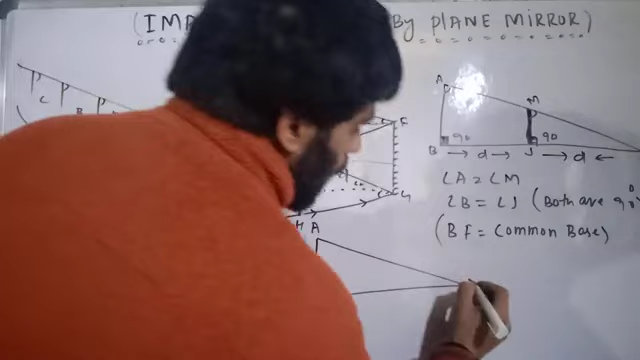 (IMA BY PLANE MIRROR)
C
B
F
G
H A
A
M
90
90
B → d → J → d ←
∠A = ∠M
∠B = ∠J (Both are 90°
(BF = Common Base)